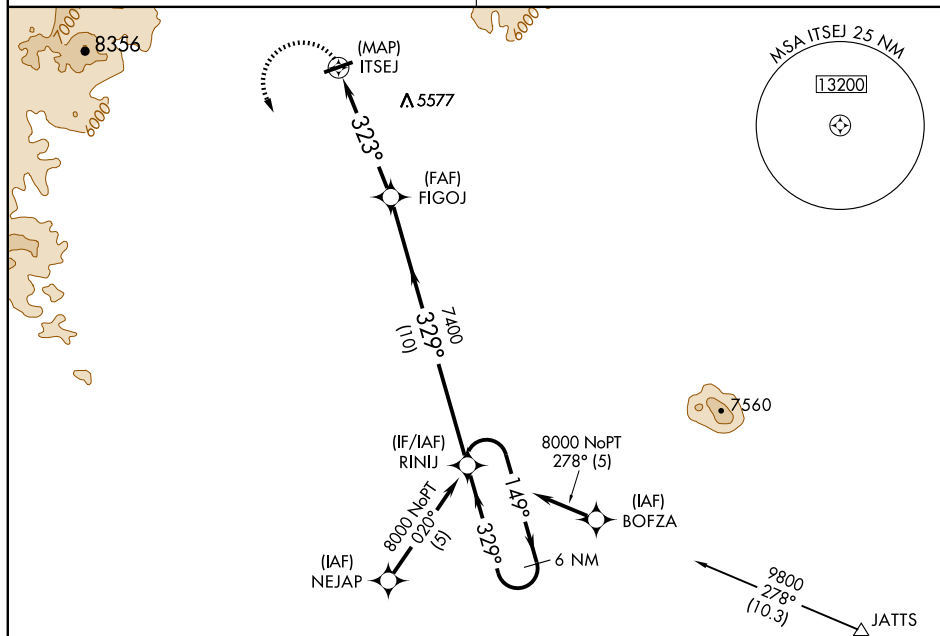 7000
8356
6000
(MAP)
ITSEJ
5577
6000
MSA ITSEJ 25 NM
13200
323°
(FAF)
FIGOJ
7400
329°
(10)
7560
(IF/IAF)
RINIJ
8000 NoPT
278° (5)
149°
(IAF)
BOFZA
8000 NoPT
020°
(5)
329°
6 NM
(IAF)
NEJAP
9800
278°
(10.3)
JATTS